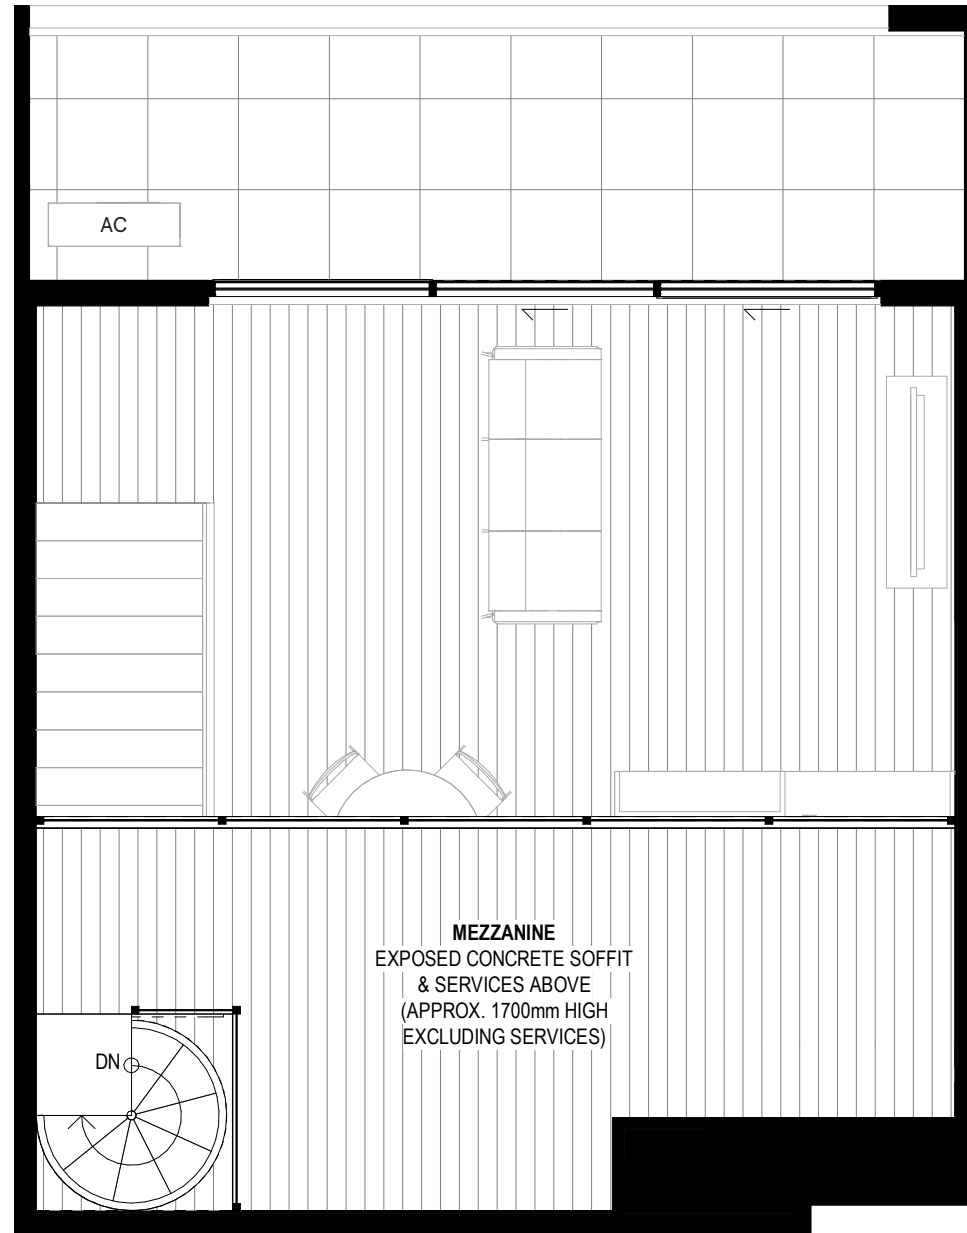 AC
MEZZANINE
EXPOSED CONCRETE SOFFIT
& SERVICES ABOVE
(APPROX. 1700mm HIGH
EXCLUDING SERVICES)
DN